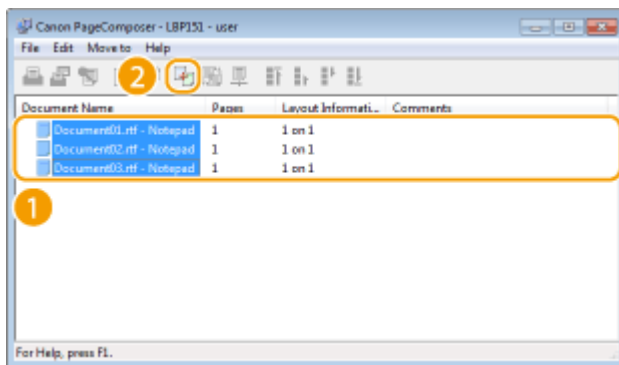 Canon PageComposer - LBP151 - user
File Edit Move to Help
2
Document Name Pages Layout Informati... Comments
Document01.rtf - Notepad 1 1 on 1
Document02.rtf - Notepad 1 1 on 1
Document03.rtf - Notepad 1 1 on 1
1
For Help, press F1.